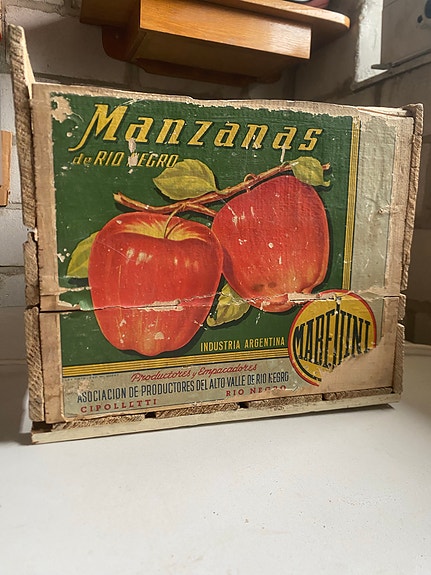 Manzanas
de RIO NEGRO
INDUSTRIA ARGENTINA
Productores y Empacadores
ASOCIACION DE PRODUCTORES DEL ALTO VALLE DE RIO NEGRO
CIPOLLETTI RIO NEGRO